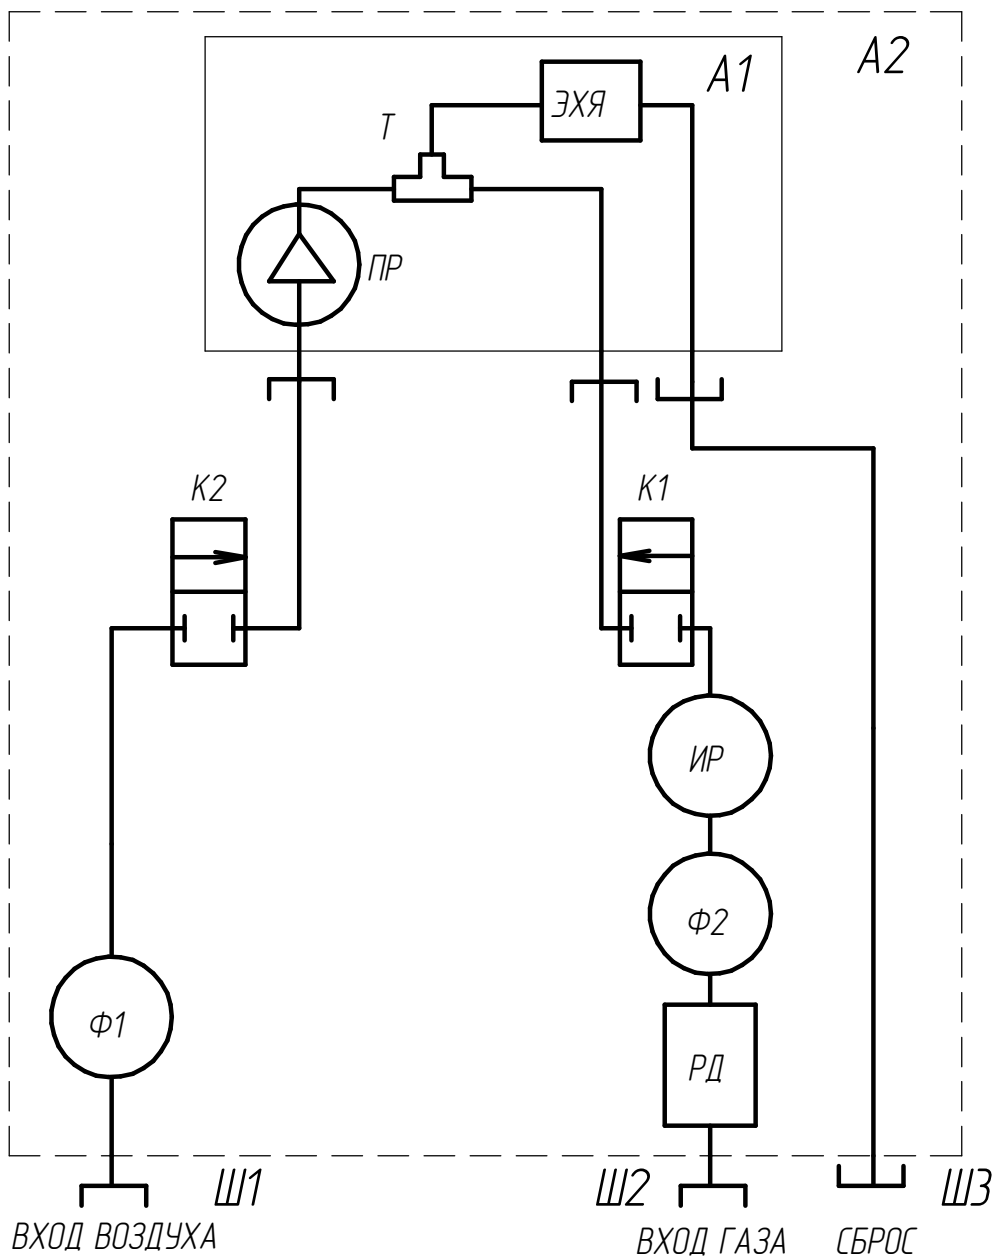 А2
А1
ЭХЯ
Т
ПР
К2
К1
ИР
Ф2
Ф1
РД
Ш1
Ш2
Ш3
ВХОД ВОЗДУХА
ВХОД ГАЗА
СБРОС